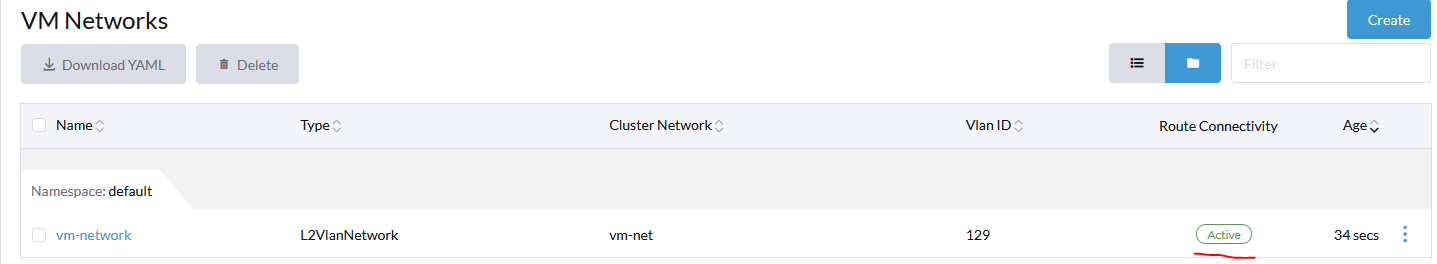 VM Networks
Create
Download YAML
Delete
Filter
Name
Type
Cluster Network
Vlan ID
Route Connectivity
Age
Namespace: default
vm-network
L2VlanNetwork
vm-net
129
Active
34 secs